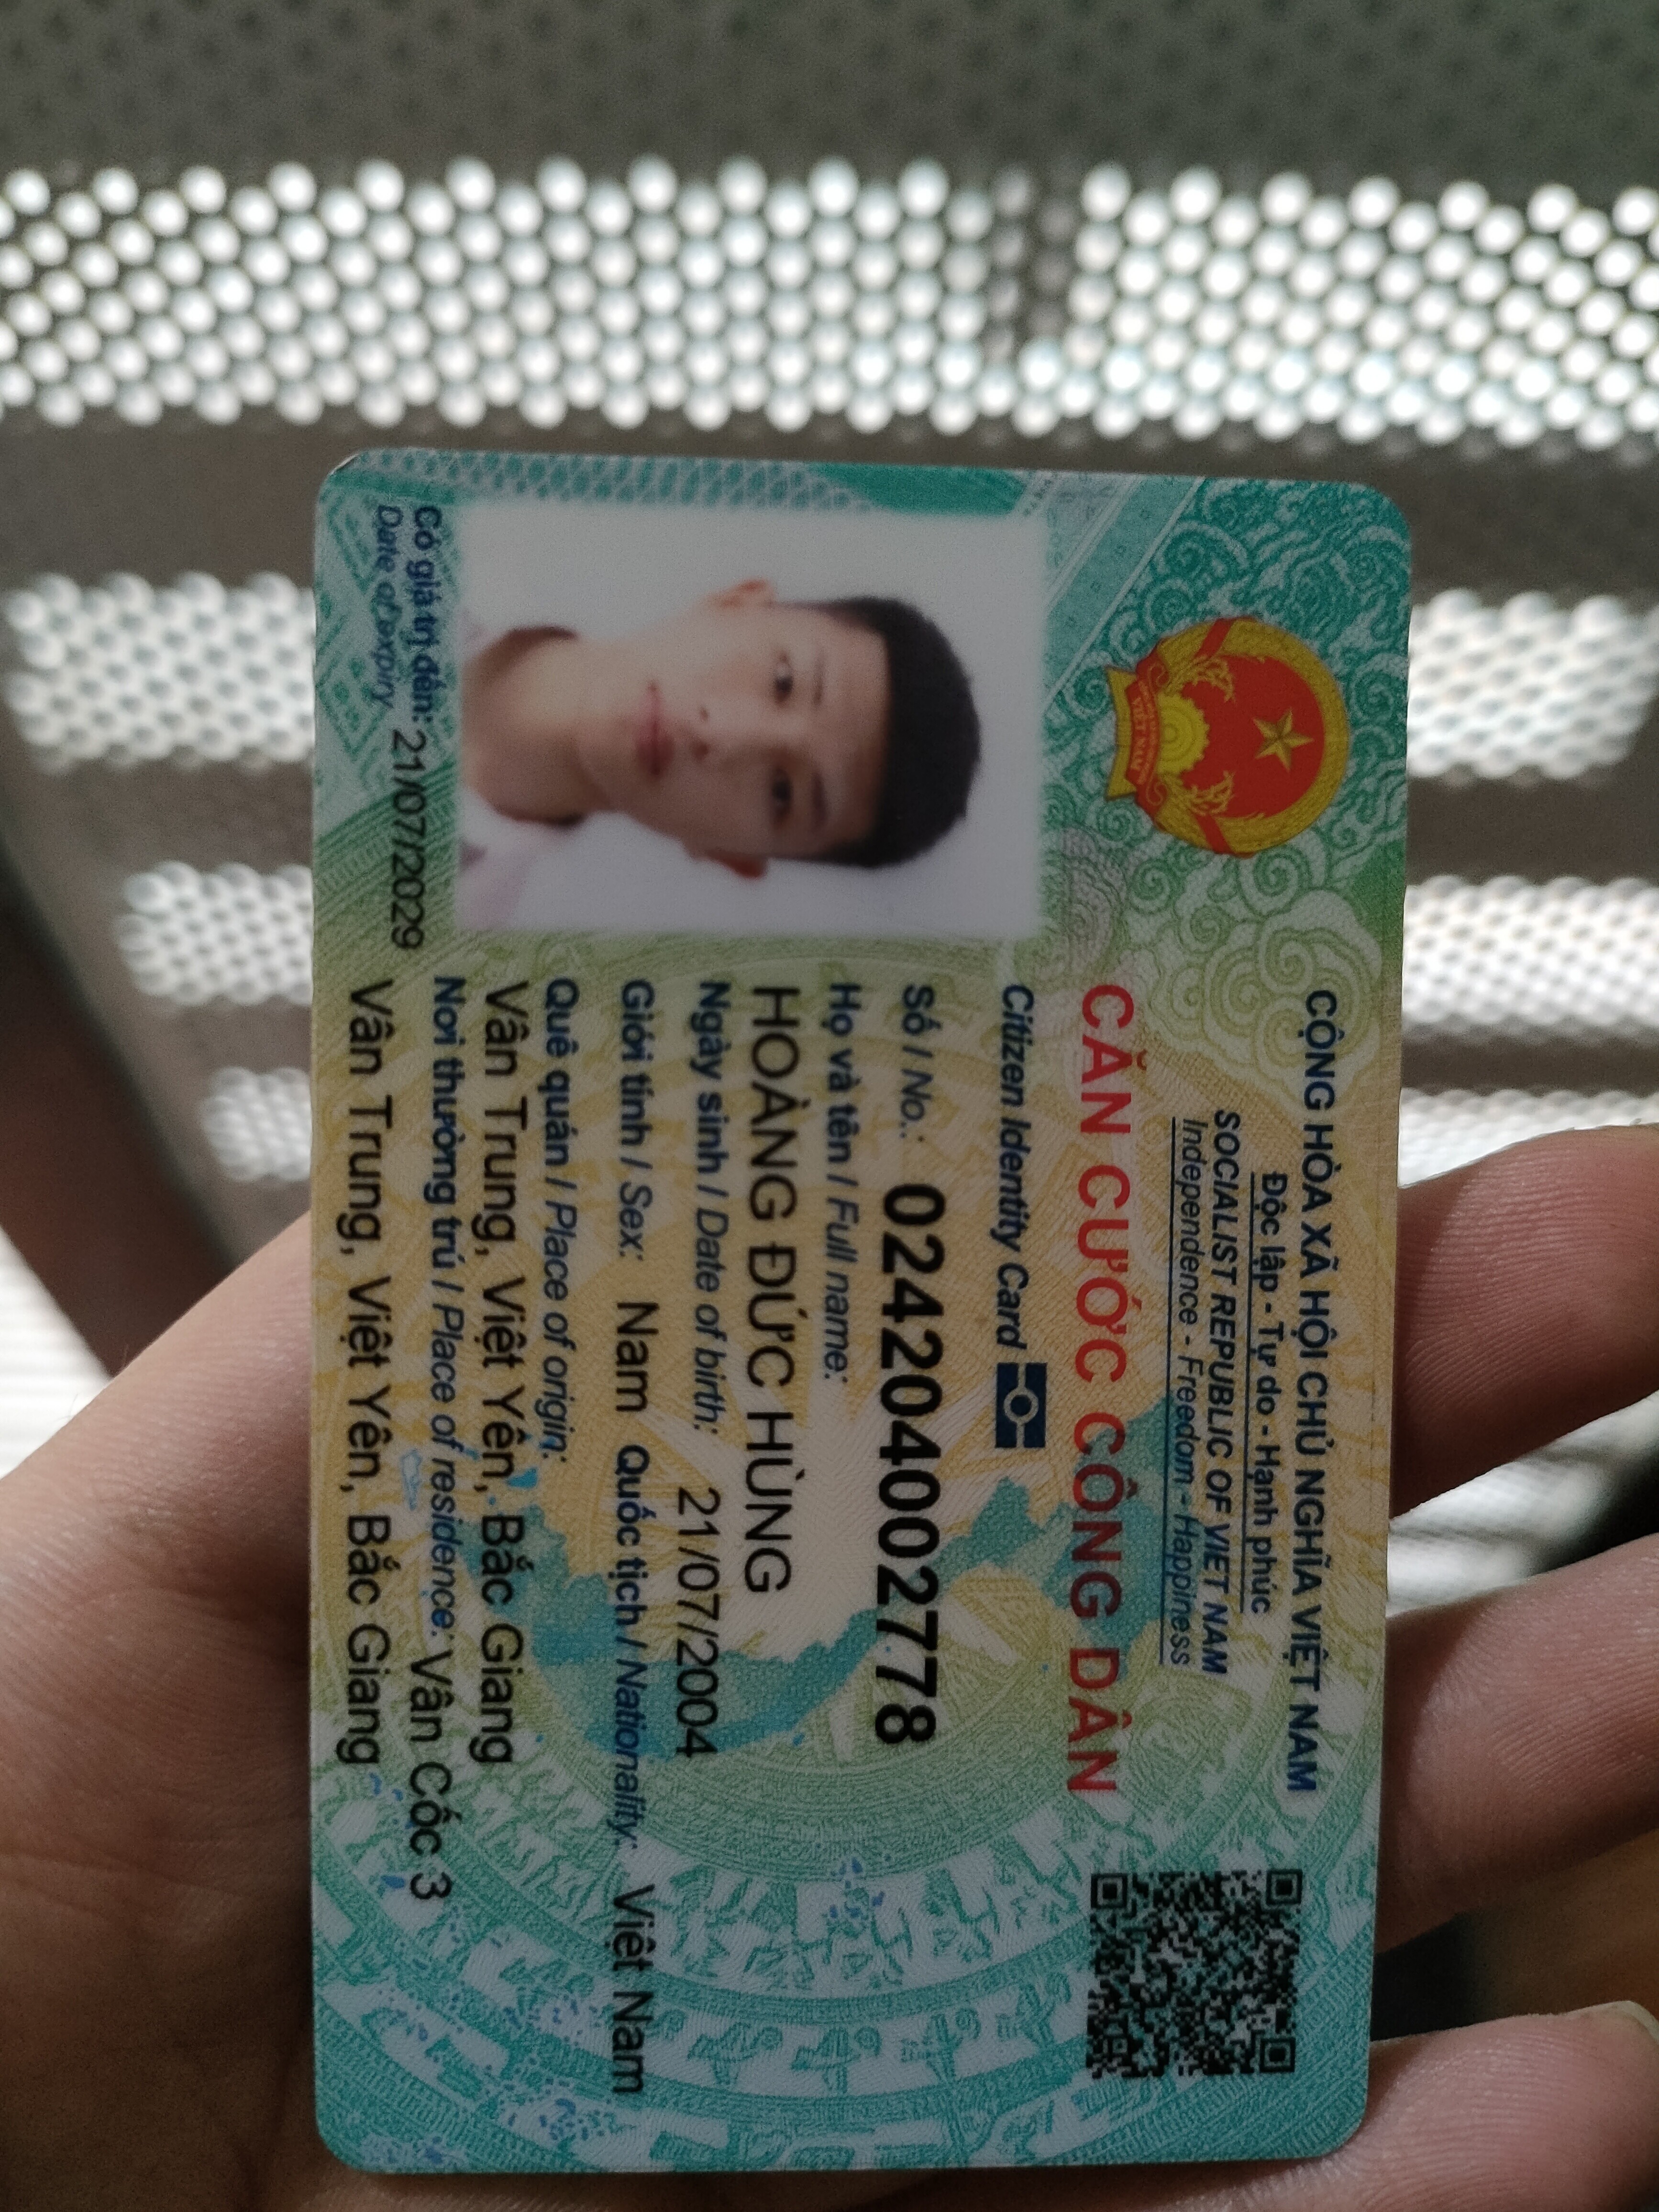 CỘNG HÒA XÃ HỘI CHỦ NGHĨA VIỆT NAM
Độc lập - Tự do - Hạnh phúc
SOCIALIST REPUBLIC OF VIET NAM
Independence - Freedom - Happiness
CĂN CƯỚC CÔNG DÂN
Citizen Identity Card
Số / No.: 024204002778
Họ và tên / Full name:
HOÀNG ĐỨC HÙNG
Ngày sinh / Date of birth: 21/07/2004
Giới tính / Sex: Nam Quốc tịch / Nationality: Việt Nam
Quê quán / Place of origin:
Vân Trung, Việt Yên, Bắc Giang
Nơi thường trú / Place of residence: Vân Cốc 3
Vân Trung, Việt Yên, Bắc Giang
Có giá trị đến: 21/07/2029
Date of expiry